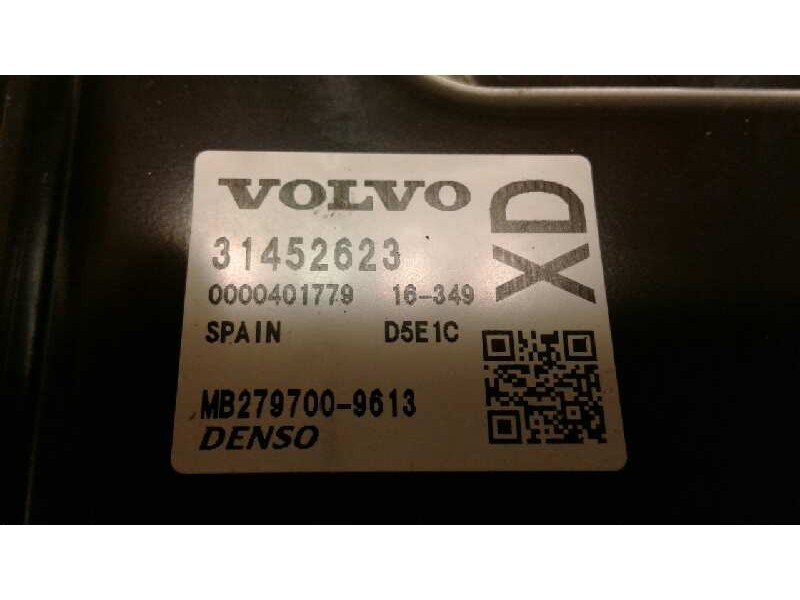 VOLVO
XD
31452623
0000401779 16-349
SPAIN D5E1C
MB279700-9613
DENSO